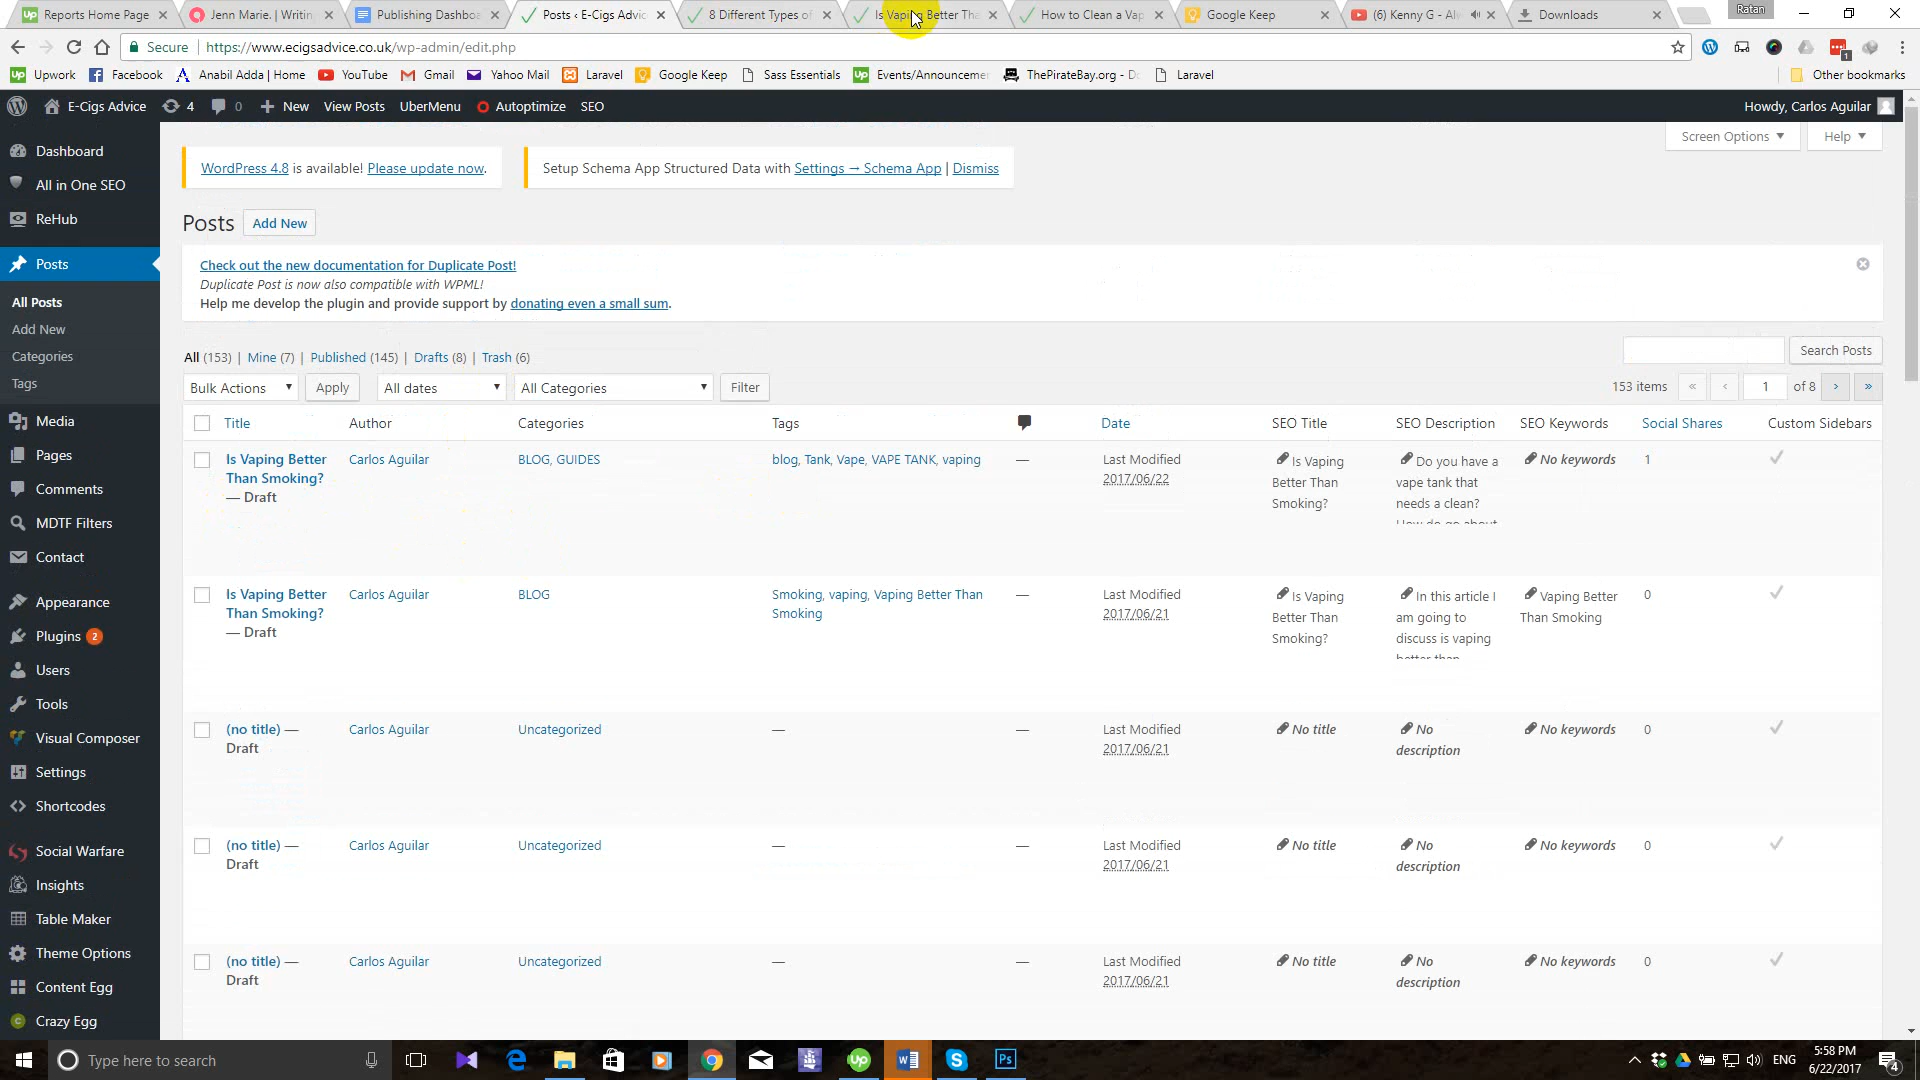 Reports Home Page
Jenn Marie. | Writin
Publishing Dashboa
Posts ‹ E-Cigs Advic
8 Different Types of
Is Vaping Better Tha
How to Clean a Vap
Google Keep
(6) Kenny G - Al
Downloads
Ratan
Secure | https://www.ecigsadvice.co.uk/wp-admin/edit.php
Upwork Facebook Anabil Adda | Home YouTube Gmail Yahoo Mail Laravel Google Keep Sass Essentials Events/Announceme ThePirateBay.org - Do Laravel Other bookmarks
E-Cigs Advice 4 0 New View Posts UberMenu Autoptimize SEO Howdy, Carlos Aguilar
Screen Options Help
Dashboard
All in One SEO
ReHub
Posts
All Posts
Add New
Categories
Tags
Media
Pages
Comments
MDTF Filters
Contact
Appearance
Plugins 2
Users
Tools
Visual Composer
Settings
Shortcodes
Social Warfare
Insights
Table Maker
Theme Options
Content Egg
Crazy Egg
WordPress 4.8 is available! Please update now.
Setup Schema App Structured Data with Settings → Schema App | Dismiss
Posts Add New
Check out the new documentation for Duplicate Post!
Duplicate Post is now also compatible with WPML!
Help me develop the plugin and provide support by donating even a small sum.
All (153) | Mine (7) | Published (145) | Drafts (8) | Trash (6)
Search Posts
Bulk Actions Apply All dates All Categories Filter
153 items « ‹ 1 of 8 › »
Title Author Categories Tags Date SEO Title SEO Description SEO Keywords Social Shares Custom Sidebars
Is Vaping Better
Than Smoking?
— Draft
Carlos Aguilar
BLOG, GUIDES
blog, Tank, Vape, VAPE TANK, vaping
—
Last Modified
2017/06/22
Is Vaping
Better Than
Smoking?
Do you have a
vape tank that
needs a clean?
How do go about
No keywords
1
Is Vaping Better
Than Smoking?
— Draft
Carlos Aguilar
BLOG
Smoking, vaping, Vaping Better Than
Smoking
—
Last Modified
2017/06/21
Is Vaping
Better Than
Smoking?
In this article I
am going to
discuss is vaping
better than
Vaping Better
Than Smoking
0
(no title) —
Draft
Carlos Aguilar
Uncategorized
—
—
Last Modified
2017/06/21
No title
No
description
No keywords
0
(no title) —
Draft
Carlos Aguilar
Uncategorized
—
—
Last Modified
2017/06/21
No title
No
description
No keywords
0
(no title) —
Draft
Carlos Aguilar
Uncategorized
—
—
Last Modified
2017/06/21
No title
No
description
No keywords
0
Type here to search
ENG
5:58 PM
6/22/2017
4